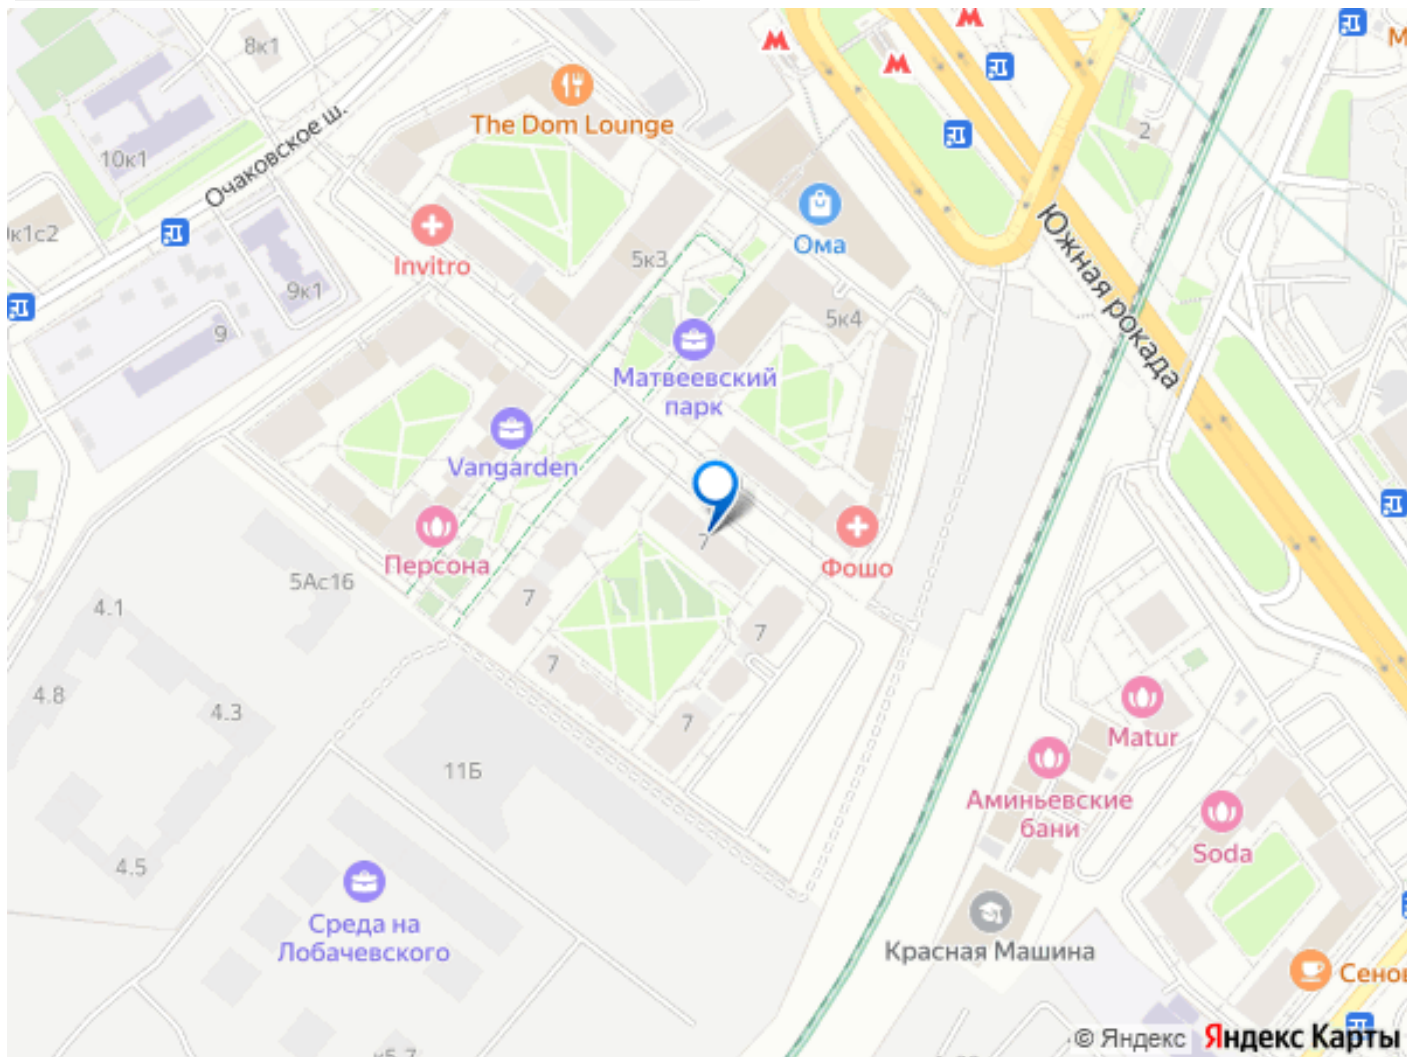 8к1
М
The Dom Lounge
2
10к1
Очаковское ш.
к1с2
Ома
Южная рокада
Invitro
5к3
9к1
9
5к4
Матвеевский
парк
Vangarden
7
Персона
Фошо
5Ас16
4.1
7
7
7
4.8
4.3
7
Matur
11Б
Аминьевские
бани
4.5
Soda
Среда на
Лобачевского
Красная Машина
Сенов
© Яндекс
Яндекс Карты